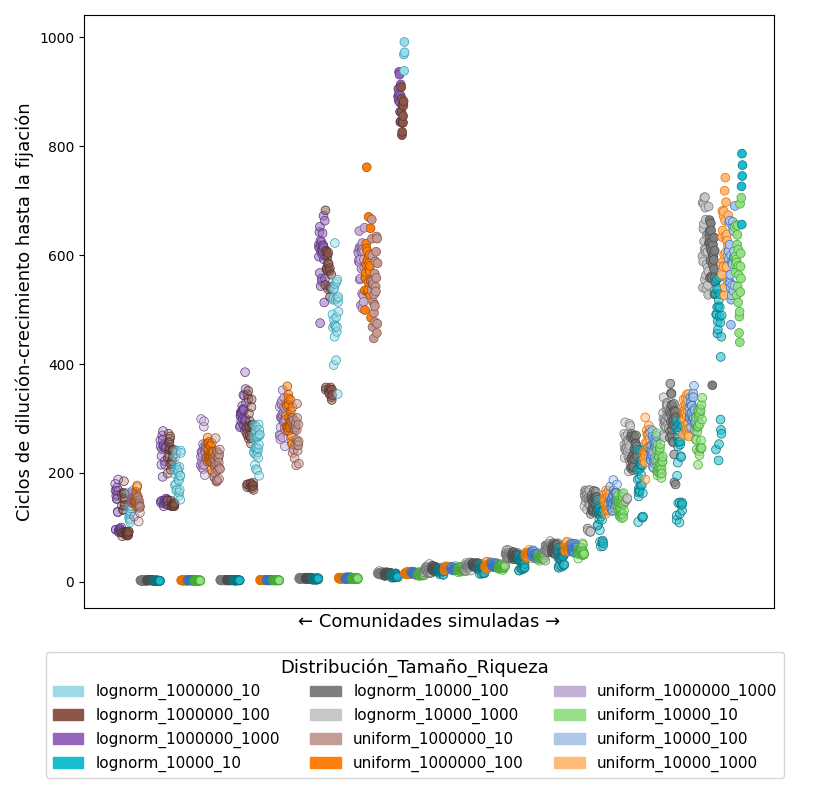 1000
800
600
400
200
0
Ciclos de dilución-crecimiento hasta la fijación
← Comunidades simuladas →
Distribución_Tamaño_Riqueza
lognorm_1000000_10
lognorm_1000000_100
lognorm_1000000_1000
lognorm_10000_10
lognorm_10000_100
lognorm_10000_1000
uniform_1000000_10
uniform_1000000_100
uniform_1000000_1000
uniform_10000_10
uniform_10000_100
uniform_10000_1000